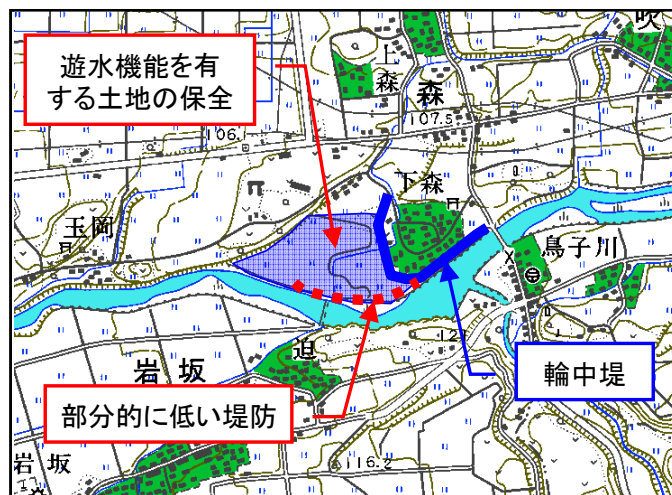 遊水機能を有
する土地の保全
吹
上森
森
106.1
107.5
下森
玉岡
鳥子川
迫
岩坂
輪中堤
部分的に低い堤防
岩坂
116.2